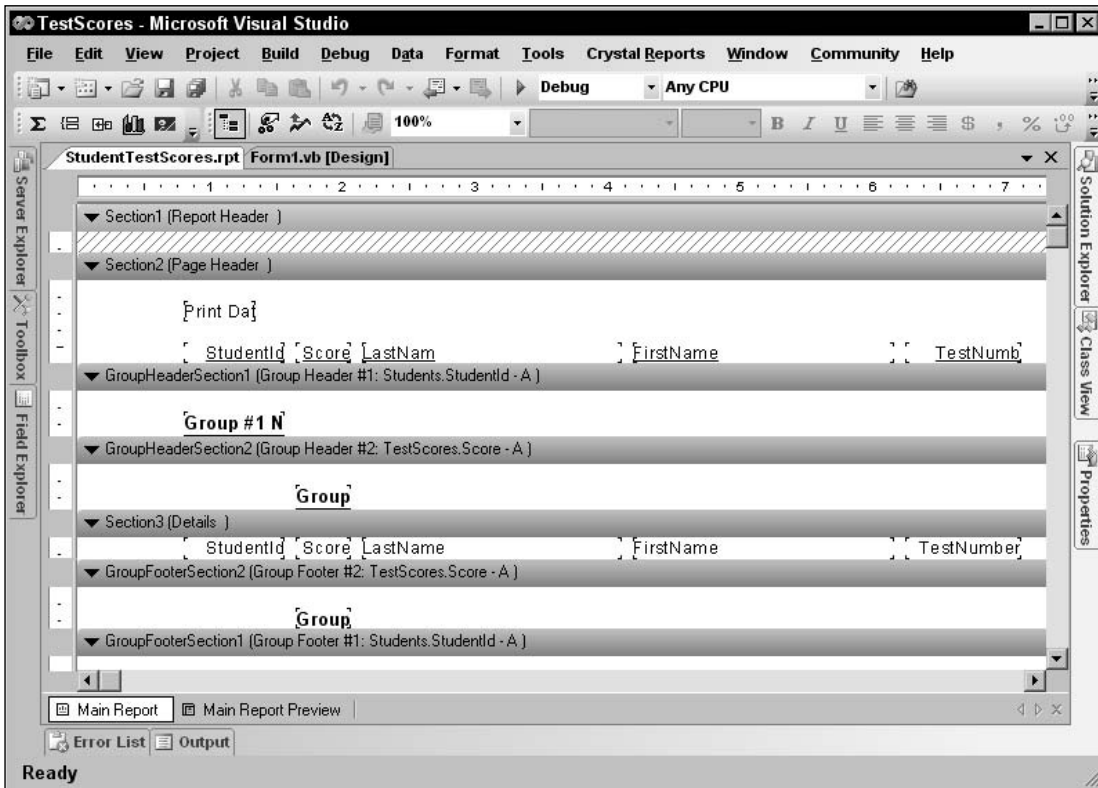 TestScores - Microsoft Visual Studio
File Edit View Project Build Debug Data Format Tools Crystal Reports Window Community Help
Debug Any CPU
100% B I U $ , %
StudentTestScores.rpt Form1.vb [Design]
1 2 3 4 5 6 7
Section1 (Report Header )
Section2 (Page Header )
Print Dat
StudentId Score LastNam FirstName TestNumb
GroupHeaderSection1 (Group Header #1: Students.StudentId - A )
Group #1 N
GroupHeaderSection2 (Group Header #2: TestScores.Score - A )
Group
Section3 (Details )
StudentId Score LastName FirstName TestNumber
GroupFooterSection2 (Group Footer #2: TestScores.Score - A )
Group
GroupFooterSection1 (Group Footer #1: Students.StudentId - A )
Main Report Main Report Preview
Error List Output
Ready
Server Explorer
Toolbox
Field Explorer
Solution Explorer
Class View
Properties